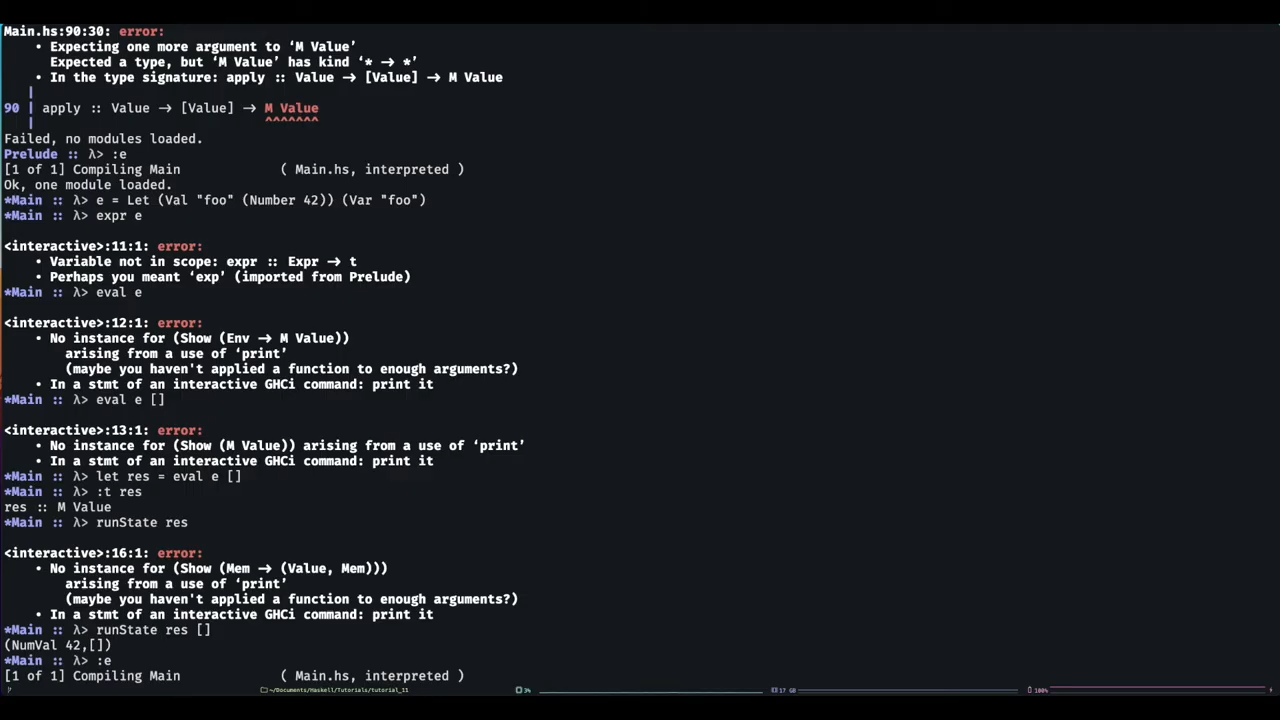 Main.hs:90:30: error:
• Expecting one more argument to ‘M Value’
Expected a type, but ‘M Value’ has kind ‘* → *’
• In the type signature: apply :: Value → [Value] → M Value
|
90 | apply :: Value → [Value] → M Value
| ^^^^^^^
Failed, no modules loaded.
Prelude :: λ> :e
[1 of 1] Compiling Main ( Main.hs, interpreted )
Ok, one module loaded.
*Main :: λ> e = Let (Val "foo" (Number 42)) (Var "foo")
*Main :: λ> expr e
<interactive>:11:1: error:
• Variable not in scope: expr :: Expr → t
• Perhaps you meant ‘exp’ (imported from Prelude)
*Main :: λ> eval e
<interactive>:12:1: error:
• No instance for (Show (Env → M Value))
arising from a use of ‘print’
(maybe you haven't applied a function to enough arguments?)
• In a stmt of an interactive GHCi command: print it
*Main :: λ> eval e []
<interactive>:13:1: error:
• No instance for (Show (M Value)) arising from a use of ‘print’
• In a stmt of an interactive GHCi command: print it
*Main :: λ> let res = eval e []
*Main :: λ> :t res
res :: M Value
*Main :: λ> runState res
<interactive>:16:1: error:
• No instance for (Show (Mem → (Value, Mem)))
arising from a use of ‘print’
(maybe you haven't applied a function to enough arguments?)
• In a stmt of an interactive GHCi command: print it
*Main :: λ> runState res []
(NumVal 42,[])
*Main :: λ> :e
[1 of 1] Compiling Main ( Main.hs, interpreted )
~/Documents/Haskell/Tutorials/tutorial_11 3% 17 GB 100%